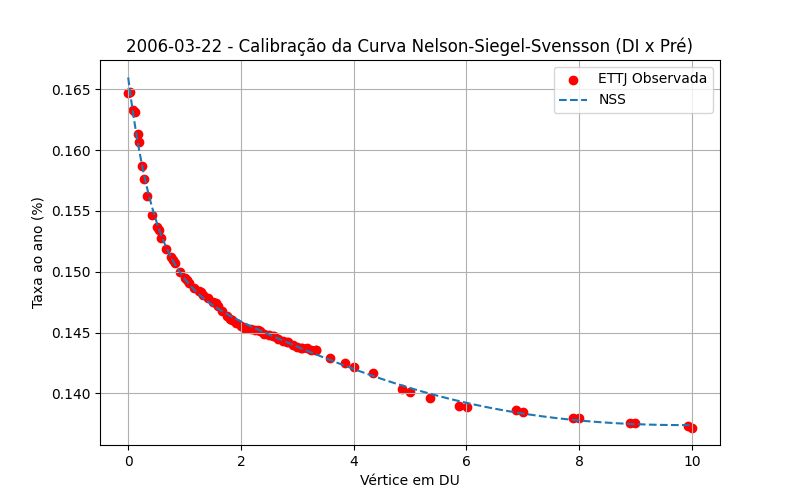 2006-03-22 - Calibração da Curva Nelson-Siegel-Svensson (DI x Pré)
ETTJ Observada
NSS
Taxa ao ano (%)
0.165
0.160
0.155
0.150
0.145
0.140
0 2 4 6 8 10
Vértice em DU